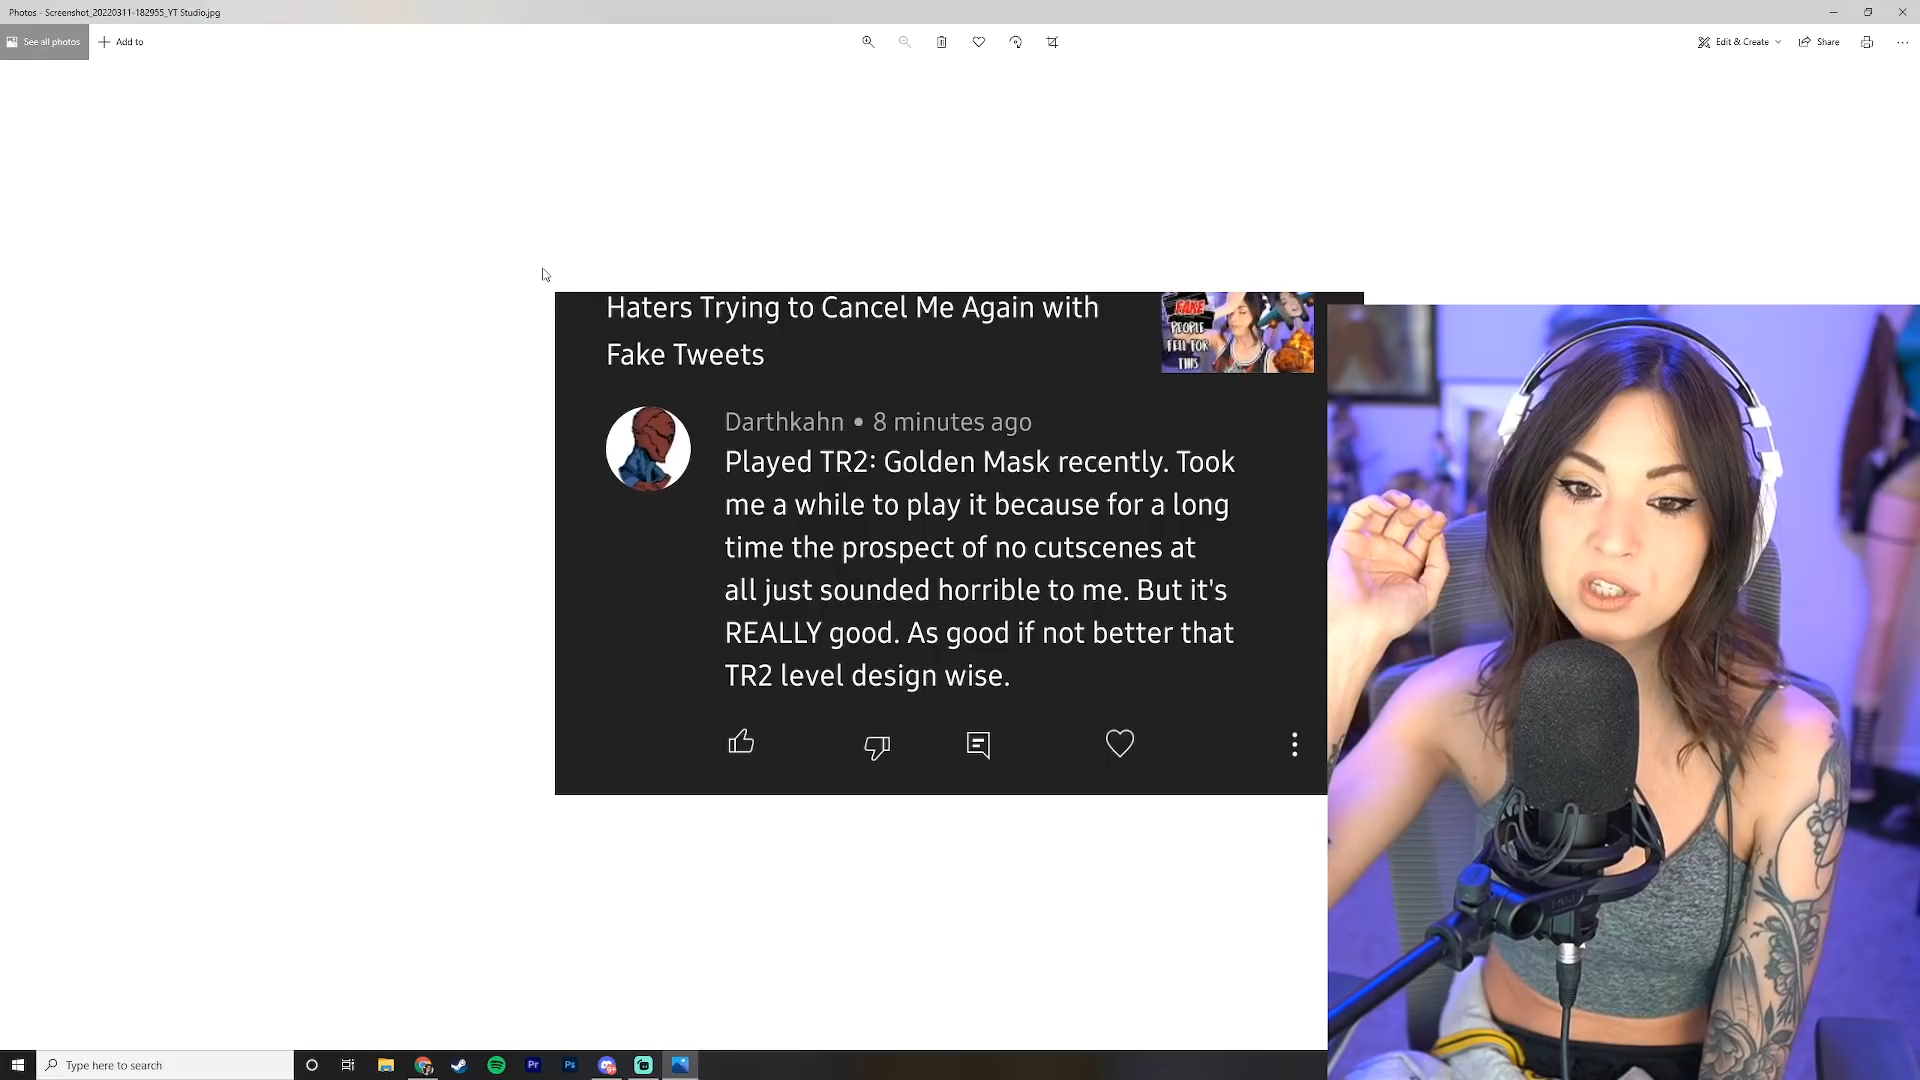 Photos - Screenshot_20220311-182955_YT Studio.jpg
See all photos
Add to
Edit & Create
Share
Haters Trying to Cancel Me Again with
Fake Tweets
FAKE
PEOPLE
FELL FOR
THIS
Darthkahn • 8 minutes ago
Played TR2: Golden Mask recently. Took
me a while to play it because for a long
time the prospect of no cutscenes at
all just sounded horrible to me. But it's
REALLY good. As good if not better that
TR2 level design wise.
Type here to search
Pr
Ps